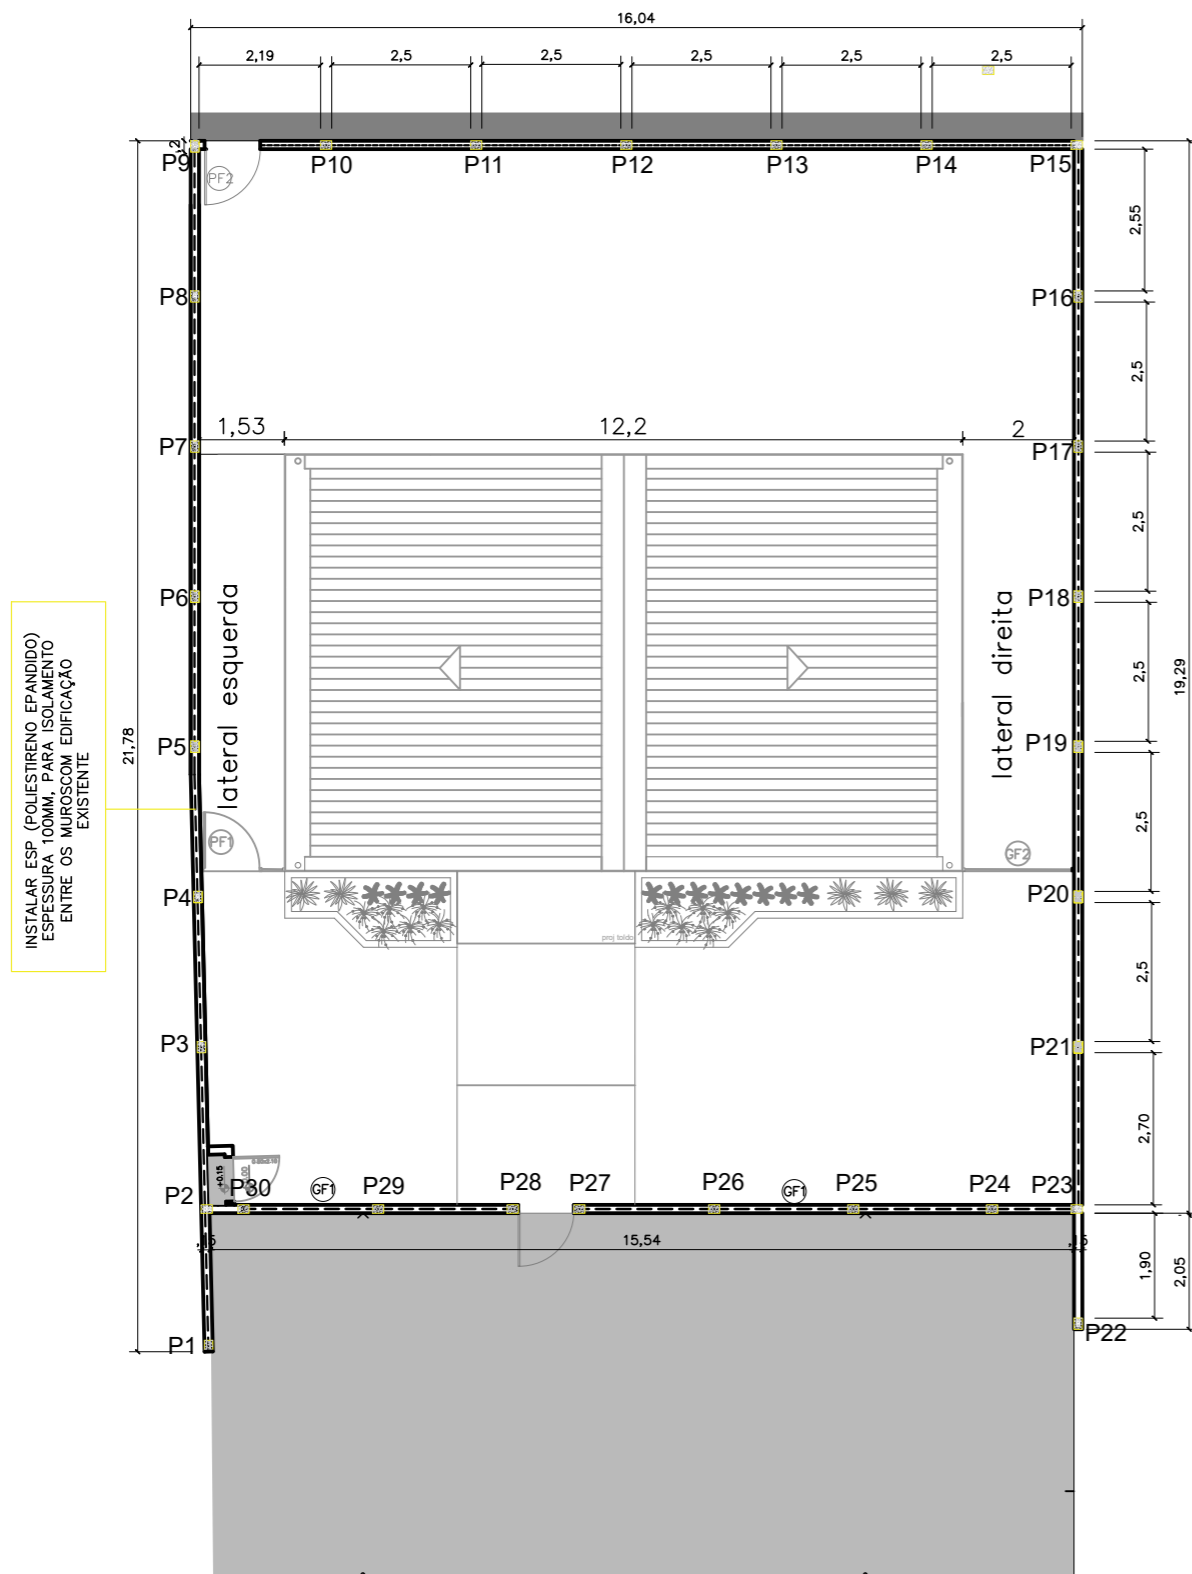 16,04
2,19
2,5
2,5
2,5
2,5
2,5
P9
P10
P11
P12
P13
P14
P15
PF2
2,55
P8
P16
2,5
1,53
12,2
2
P7
P17
2,5
lateral esquerda
lateral direita
P6
P18
2,5
19,29
21,78
INSTALAR ESP (POLIESTIRENO EPANDIDO)
ESPESSURA 100MM, PARA ISOLAMENTO
ENTRE OS MUROSCOM EDIFICAÇÃO
EXISTENTE
P5
P19
2,5
PF1
GF2
P4
P20
proj toldo
2,5
P3
P21
2,70
+0.15
P2
P30
GF1
P29
P28
P27
P26
GF1
P25
P24
P23
15,54
,15
1,90
2,05
P1
P22